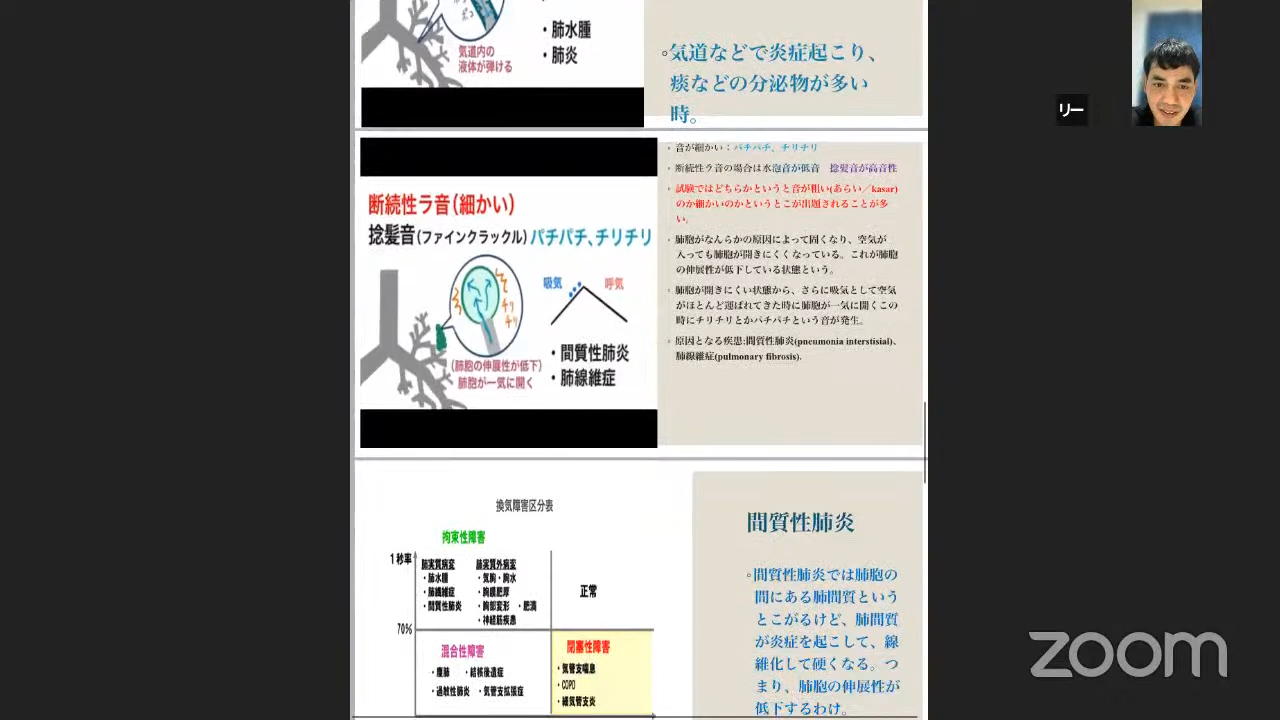 ・肺水腫
・肺炎
気道内の
液体が弾ける
気道などで炎症起こり、
痰などの分泌物が多い
時。
リー
音が細かい：パチパチ、チリチリ
断続性ラ音の場合は水泡音が低音　捻髪音が高音性
試験ではどちらかというと音が粗い(あらい／kasar)
のか細かいのかというとこが出題されることが多
い。
肺胞がなんらかの原因によって固くなり、空気が
入っても肺胞が開きにくくなっている。これが肺胞
の伸展性が低下している状態という。
肺胞が開きにくい状態から、さらに吸気として空気
がほとんど運ばれてきた時に肺胞が一気に開くこの
時にチリチリとかパチパチという音が発生。
原因となる疾患:間質性肺炎(pneumonia interstisial)、
肺線維症(pulmonary fibrosis).
断続性ラ音（細かい）
捻髪音（ファインクラックル）パチパチ、チリチリ
吸気
呼気
チリ
チリ
・間質性肺炎
・肺線維症
（肺胞の伸展性が低下）
肺胞が一気に開く
換気障害区分表
拘束性障害
1秒率
肺実質病変
・肺水腫
・肺繊維症
・間質性肺炎
肺実質外病変
・気胸・胸水
・胸膜肥厚
・胸郭変形　・肥満
・神経筋疾患
正常
70%
混合性障害
・塵肺　・結核後遺症
・過敏性肺炎　・気管支拡張症
閉塞性障害
・気管支喘息
・COPD
・細気管支炎
間質性肺炎
間質性肺炎では肺胞の
間にある肺間質という
とこがるけど、肺間質
が炎症を起こして、線
維化して硬くなる。つ
まり、肺胞の伸展性が
低下するわけ。
zoom